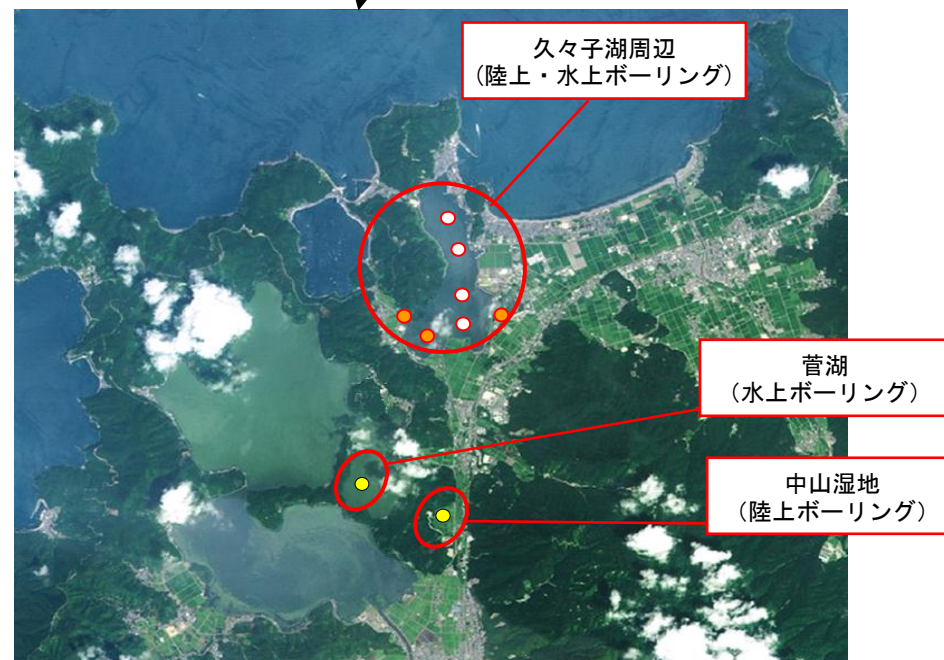 久々子湖周辺
（陸上・水上ボーリング）
菅湖
（水上ボーリング）
中山湿地
（陸上ボーリング）